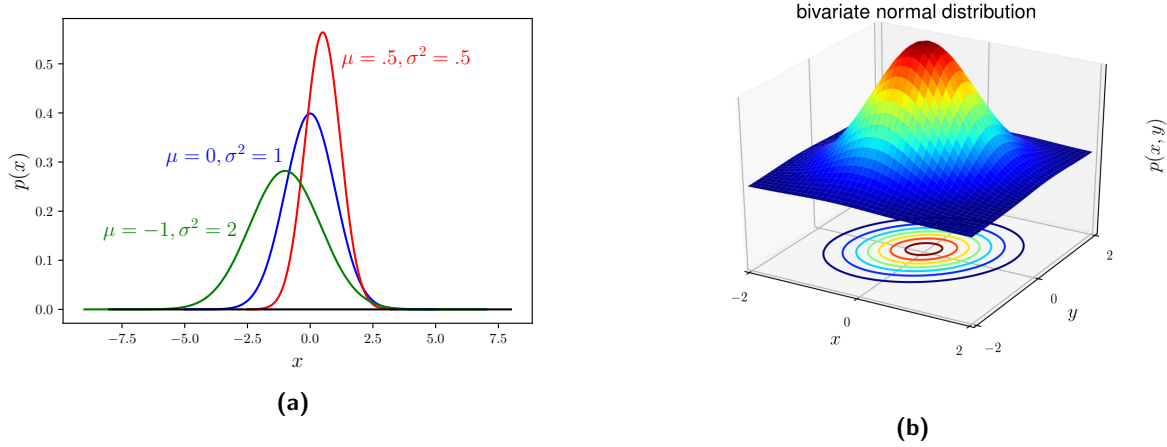 bivariate normal distribution
0.5
0.4
0.3
0.2
0.1
0.0
p(x)
μ = .5, σ² = .5
μ = 0, σ² = 1
μ = −1, σ² = 2
−7.5 −5.0 −2.5 0.0 2.5 5.0 7.5
x
(a)
p(x, y)
−2 0 2
x
−2 0 2
y
(b)